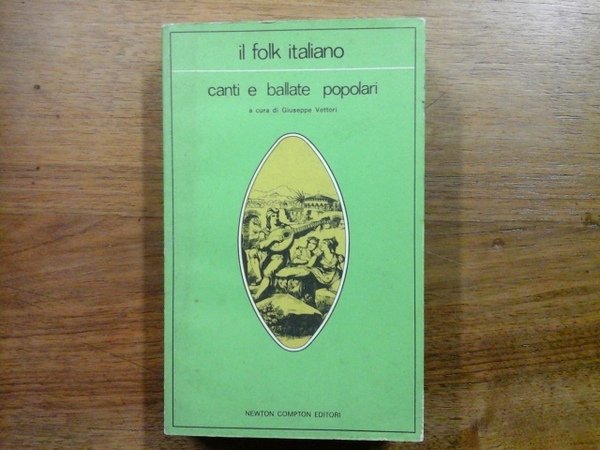 il folk italiano
canti e ballate popolari
a cura di Giuseppe Vettori
NEWTON COMPTON EDITORI